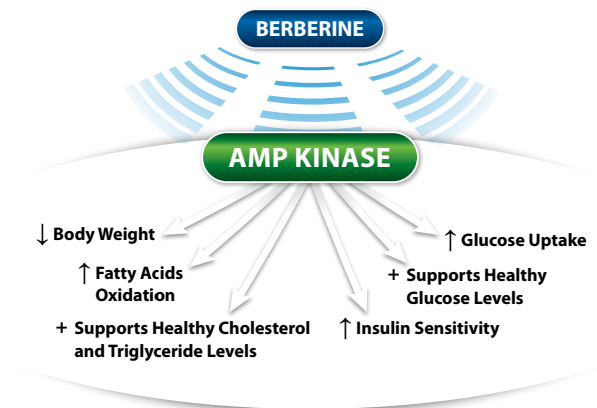 BERBERINE
AMP KINASE
↓ Body Weight
↑ Glucose Uptake
↑ Fatty Acids
Oxidation
+ Supports Healthy
Glucose Levels
+ Supports Healthy Cholesterol
and Triglyceride Levels
↑ Insulin Sensitivity